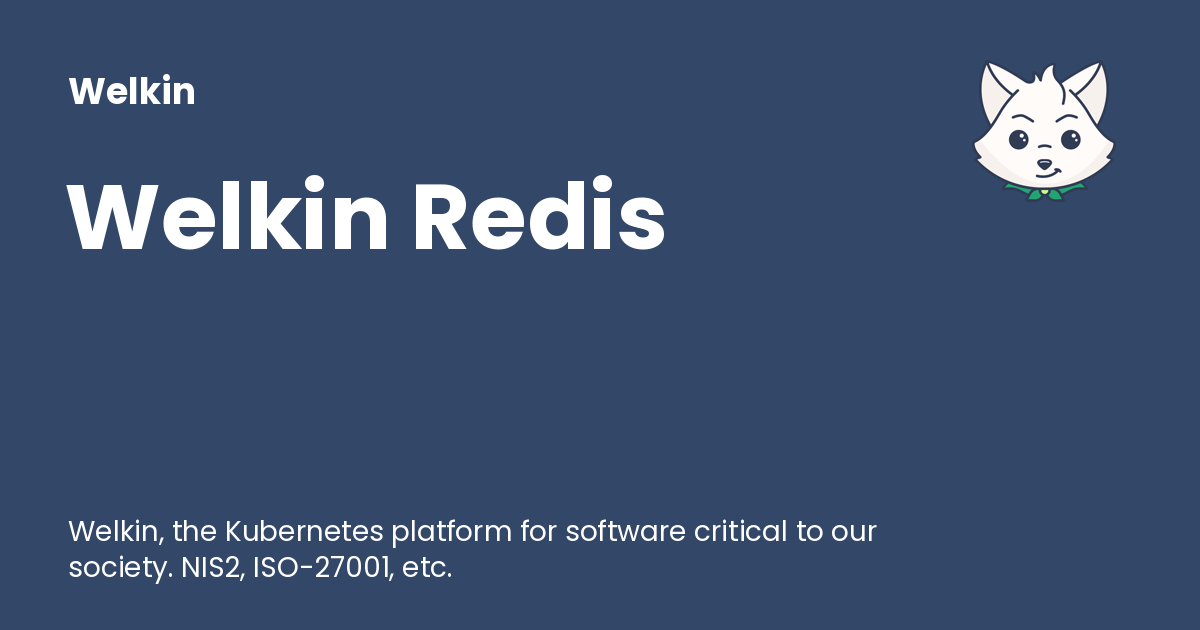 Welkin
Welkin Redis
Welkin, the Kubernetes platform for software critical to our
society. NIS2, ISO-27001, etc.